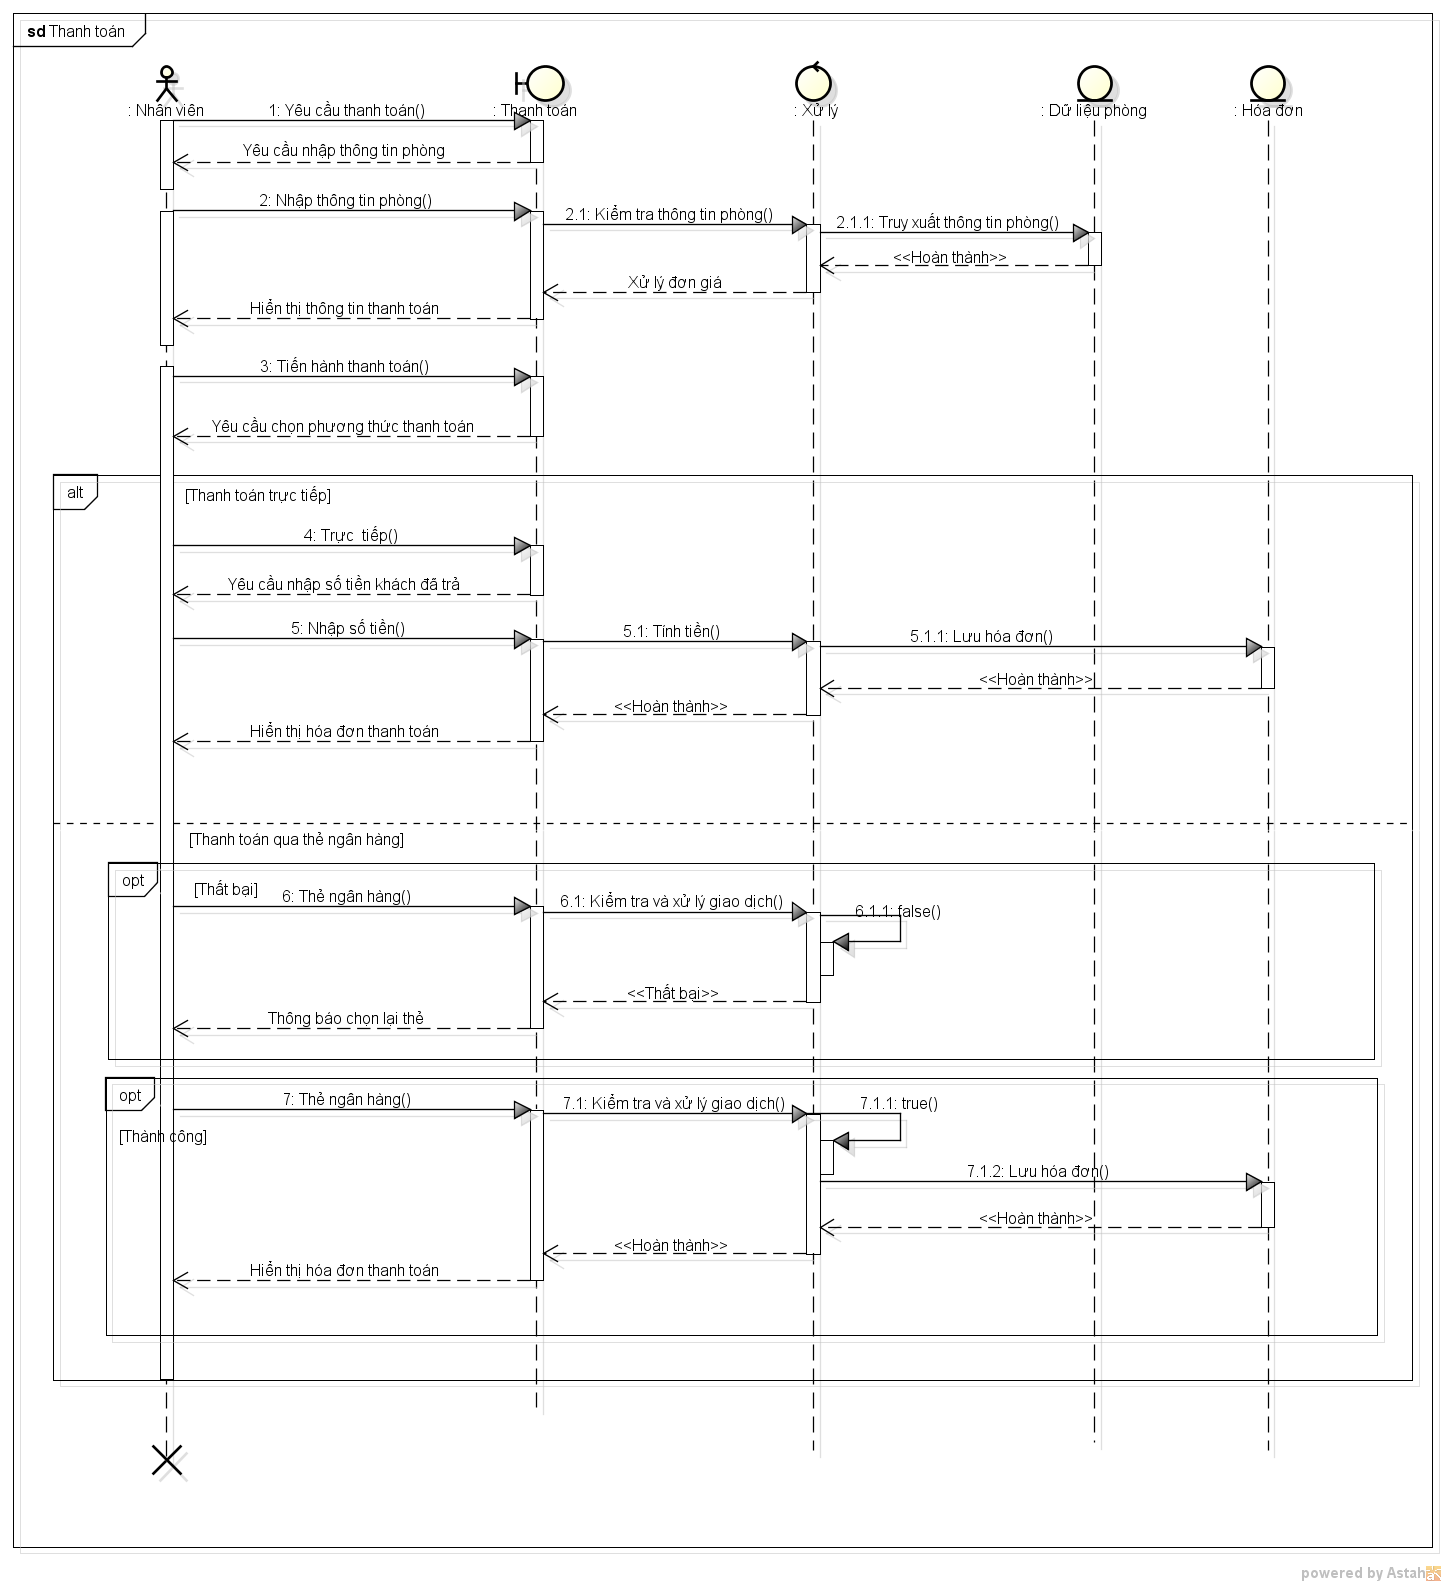 sd Thanh toán
: Nhân viên
: Thanh toán
: Xử lý
: Dữ liệu phòng
: Hóa đơn
1: Yêu cầu thanh toán()
Yêu cầu nhập thông tin phòng
2: Nhập thông tin phòng()
2.1: Kiểm tra thông tin phòng()
2.1.1: Truy xuất thông tin phòng()
<<Hoàn thành>>
Xử lý đơn giá
Hiển thị thông tin thanh toán
3: Tiến hành thanh toán()
Yêu cầu chọn phương thức thanh toán
alt
[Thanh toán trực tiếp]
4: Trực  tiếp()
Yêu cầu nhập số tiền khách đã trả
5: Nhập số tiền()
5.1: Tính tiền()
5.1.1: Lưu hóa đơn()
<<Hoàn thành>>
<<Hoàn thành>>
Hiển thị hóa đơn thanh toán
[Thanh toán qua thẻ ngân hàng]
opt
[Thất bại]
6: Thẻ ngân hàng()
6.1: Kiểm tra và xử lý giao dịch()
6.1.1: false()
<<Thất bại>>
Thông báo chọn lại thẻ
opt
7: Thẻ ngân hàng()
7.1: Kiểm tra và xử lý giao dịch()
7.1.1: true()
[Thành công]
7.1.2: Lưu hóa đơn()
<<Hoàn thành>>
<<Hoàn thành>>
Hiển thị hóa đơn thanh toán
powered by Astah